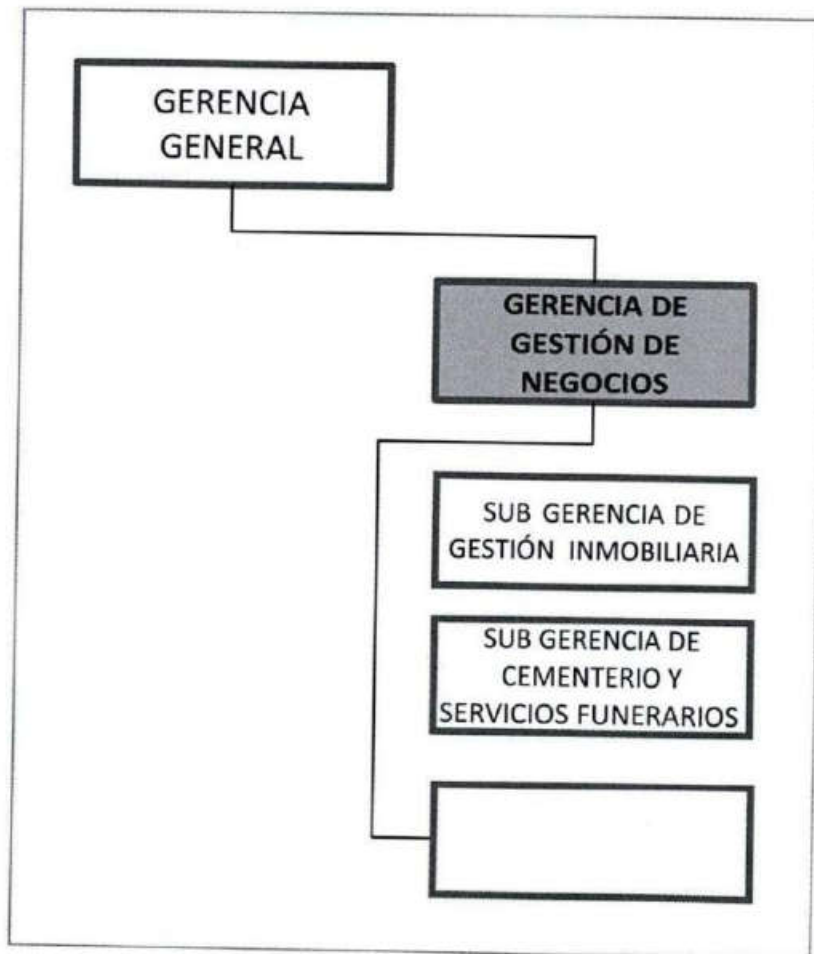 GERENCIA
GENERAL
GERENCIA DE
GESTIÓN DE
NEGOCIOS
SUB GERENCIA DE
GESTIÓN INMOBILIARIA
SUB GERENCIA DE
CEMENTERIO Y
SERVICIOS FUNERARIOS